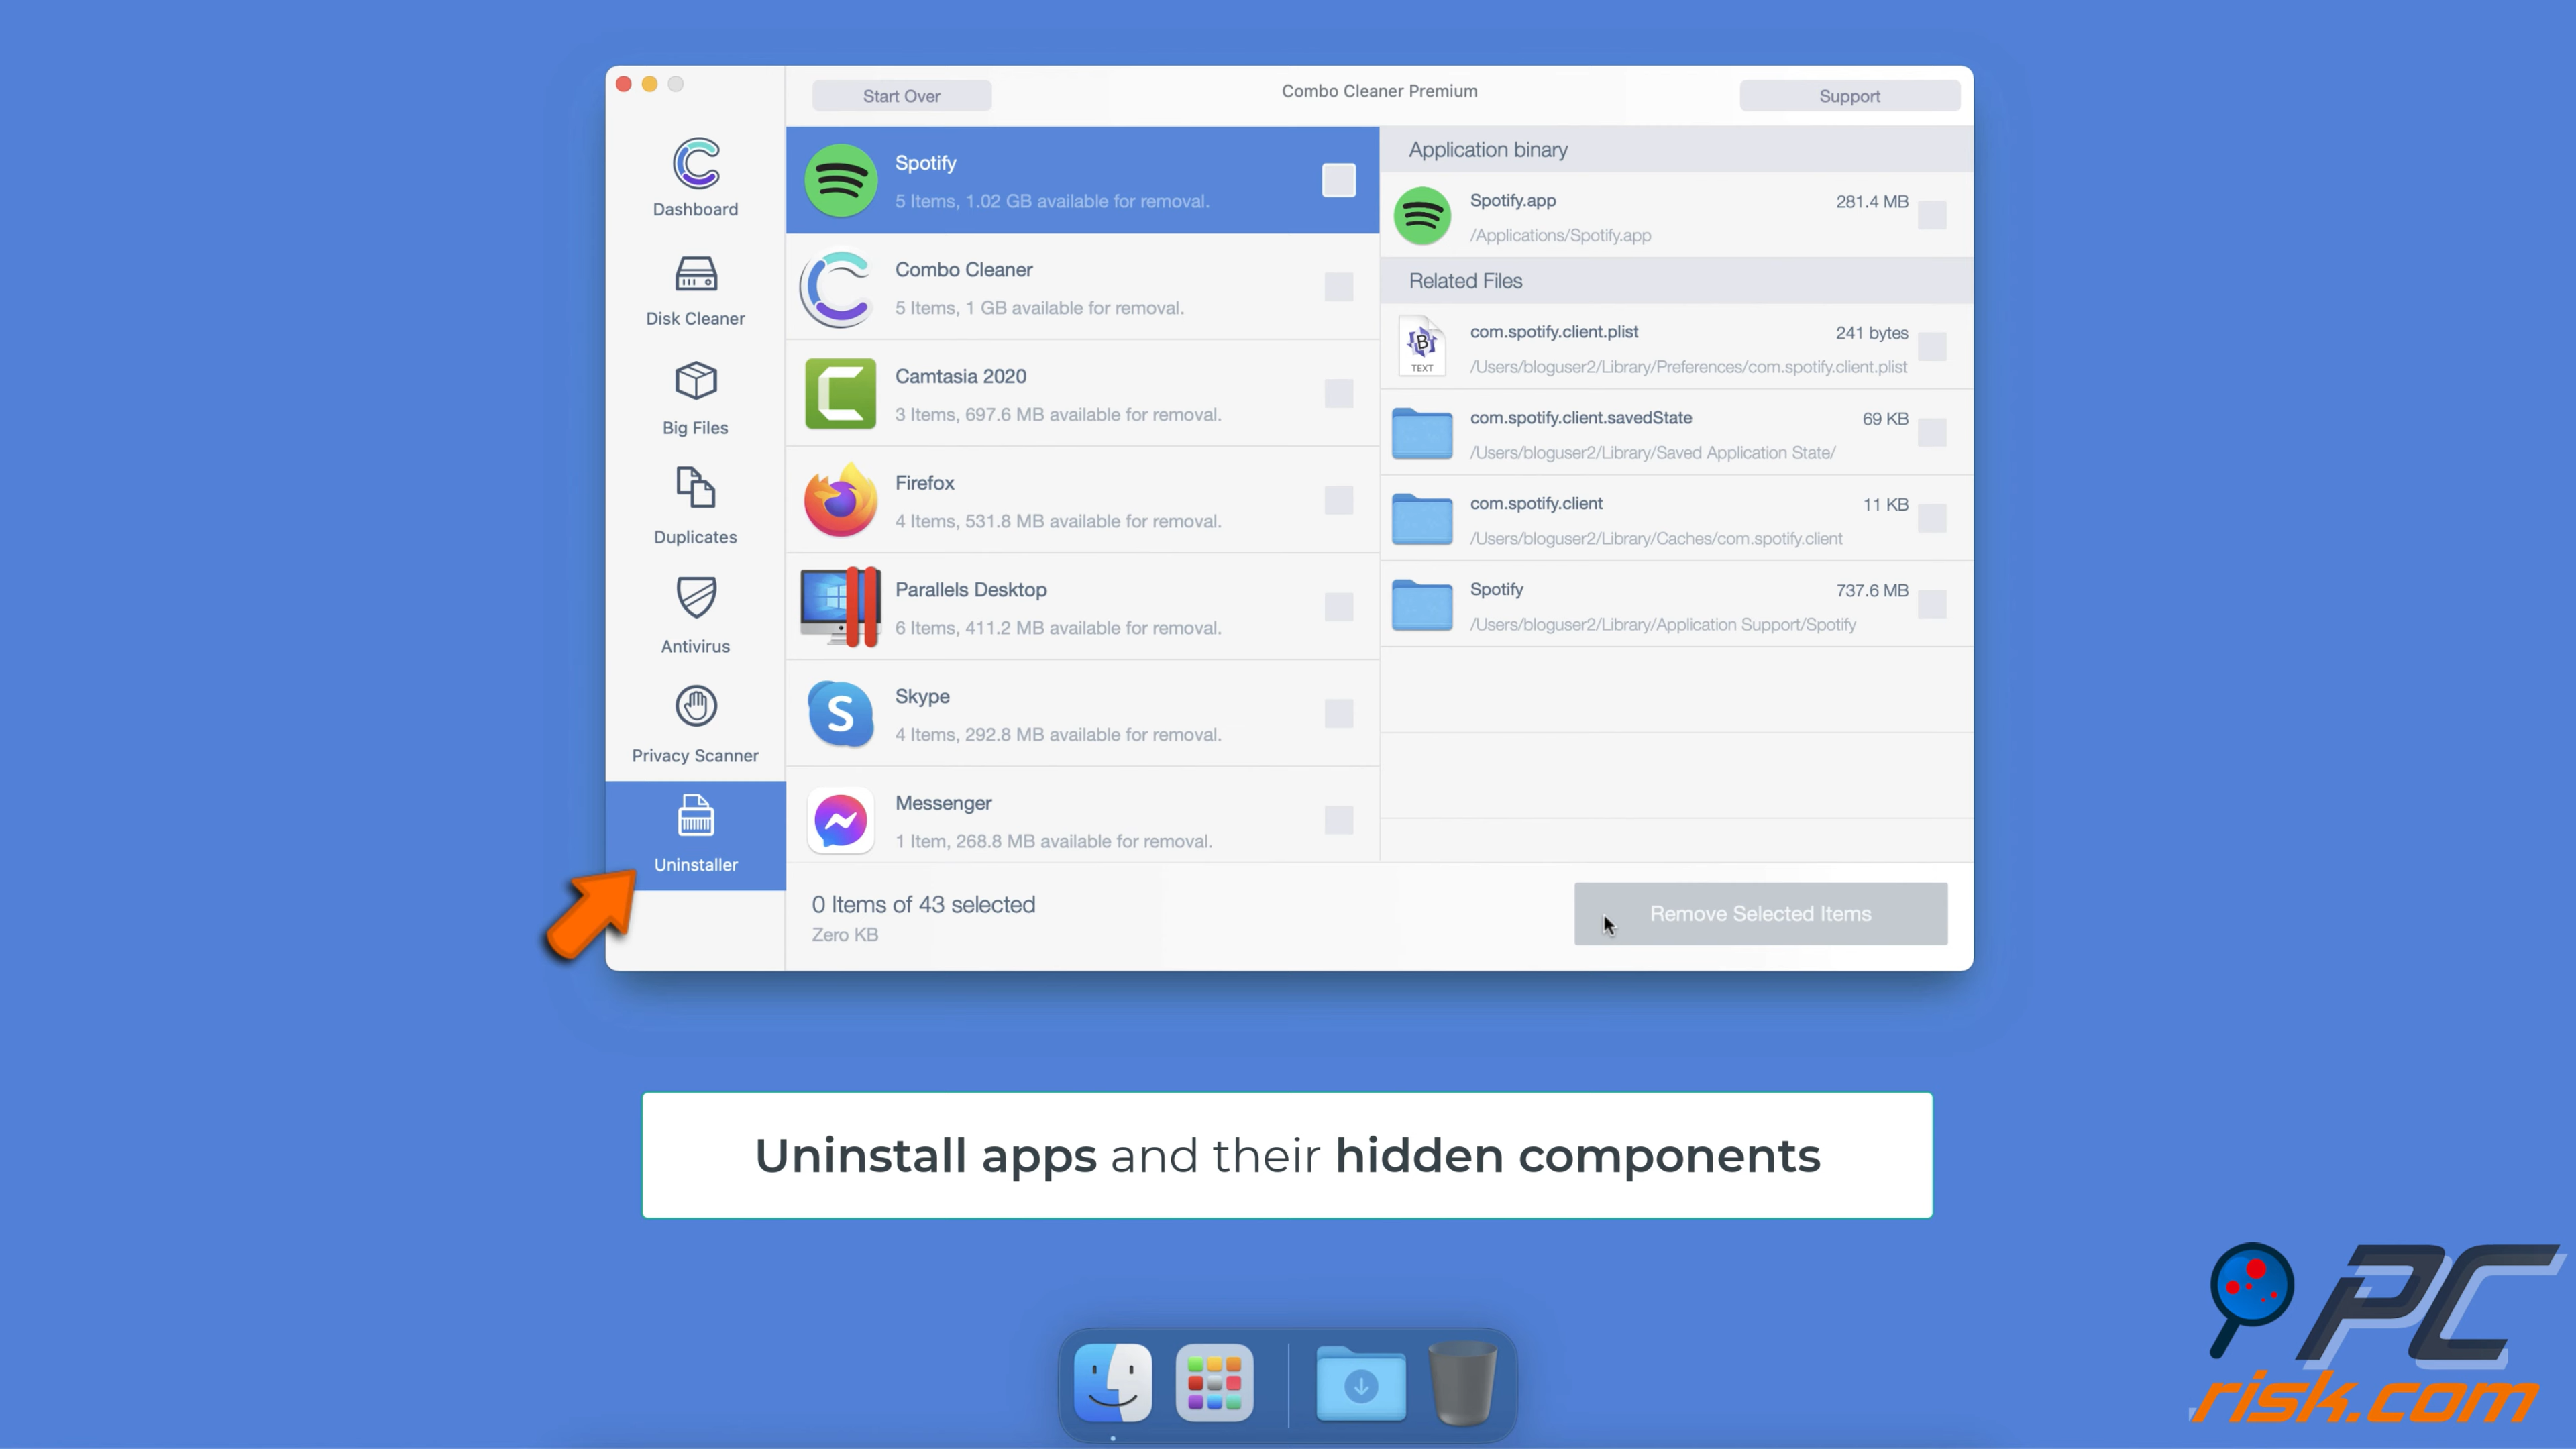 Start Over
Combo Cleaner Premium
Support
Dashboard
Disk Cleaner
Big Files
Duplicates
Antivirus
Privacy Scanner
Uninstaller
Spotify
5 Items, 1.02 GB available for removal.
Combo Cleaner
5 Items, 1 GB available for removal.
Camtasia 2020
3 Items, 697.6 MB available for removal.
Firefox
4 Items, 531.8 MB available for removal.
Parallels Desktop
6 Items, 411.2 MB available for removal.
Skype
4 Items, 292.8 MB available for removal.
Messenger
1 Item, 268.8 MB available for removal.
Application binary
Spotify.app 281.4 MB
/Applications/Spotify.app
Related Files
com.spotify.client.plist 241 bytes
/Users/bloguser2/Library/Preferences/com.spotify.client.plist
TEXT
com.spotify.client.savedState 69 KB
/Users/bloguser2/Library/Saved Application State/
com.spotify.client 11 KB
/Users/bloguser2/Library/Caches/com.spotify.client
Spotify 737.6 MB
/Users/bloguser2/Library/Application Support/Spotify
0 Items of 43 selected
Zero KB
Remove Selected Items
Uninstall apps and their hidden components
PC
risk.com